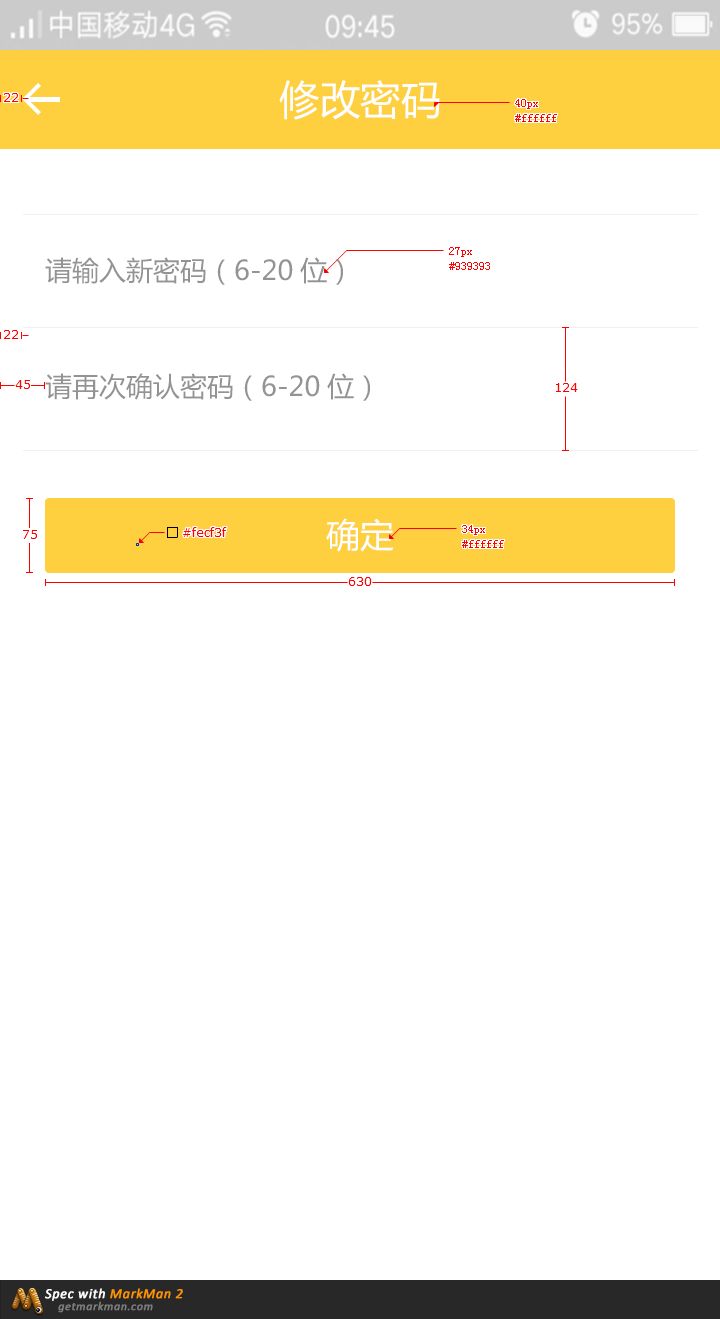 中国移动4G 09:45 95%
22 修改密码 40px
#ffffff
请输入新密码（6-20 位） 27px
#939393
22
45 请再次确认密码（6-20 位） 124
75 #fecf3f 确定 34px
#ffffff
630
Spec with MarkMan 2
getmarkman.com